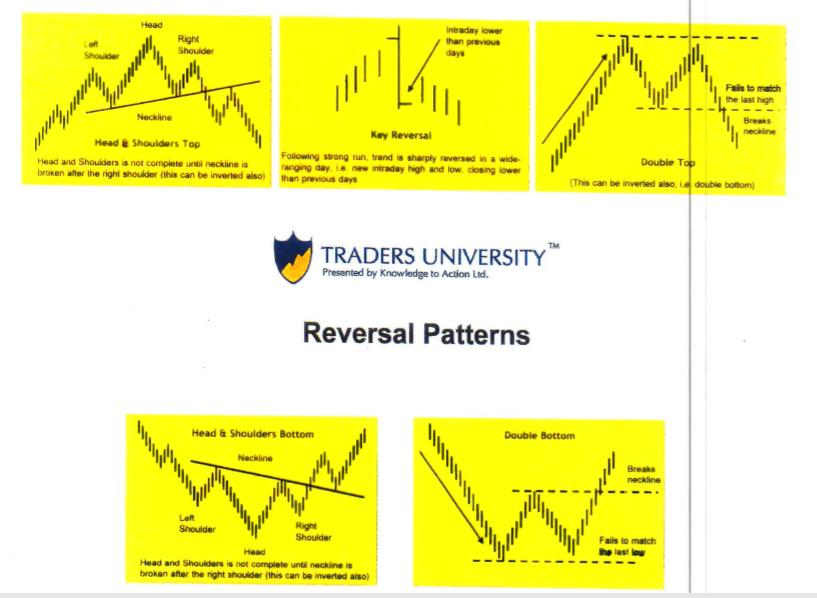 Head
Left
Shoulder
Right
Shoulder
Neckline
Head & Shoulders Top
Head and Shoulders is not complete until neckline is
broken after the right shoulder (this can be inverted also)
Intraday lower
than previous
days
Key Reversal
Following strong run, trend is sharply reversed in a wide-
ranging day, i.e. new intraday high and low, closing lower
than previous days
Fails to match
the last high
Breaks
neckline
Double Top
(This can be inverted also, i.e. double bottom)
TRADERS UNIVERSITY™
Presented by Knowledge to Action Ltd.
Reversal Patterns
Head & Shoulders Bottom
Neckline
Left
Shoulder
Right
Shoulder
Head
Head and Shoulders is not complete until neckline is
broken after the right shoulder (this can be inverted also)
Double Bottom
Breaks
neckline
Fails to match
the last low